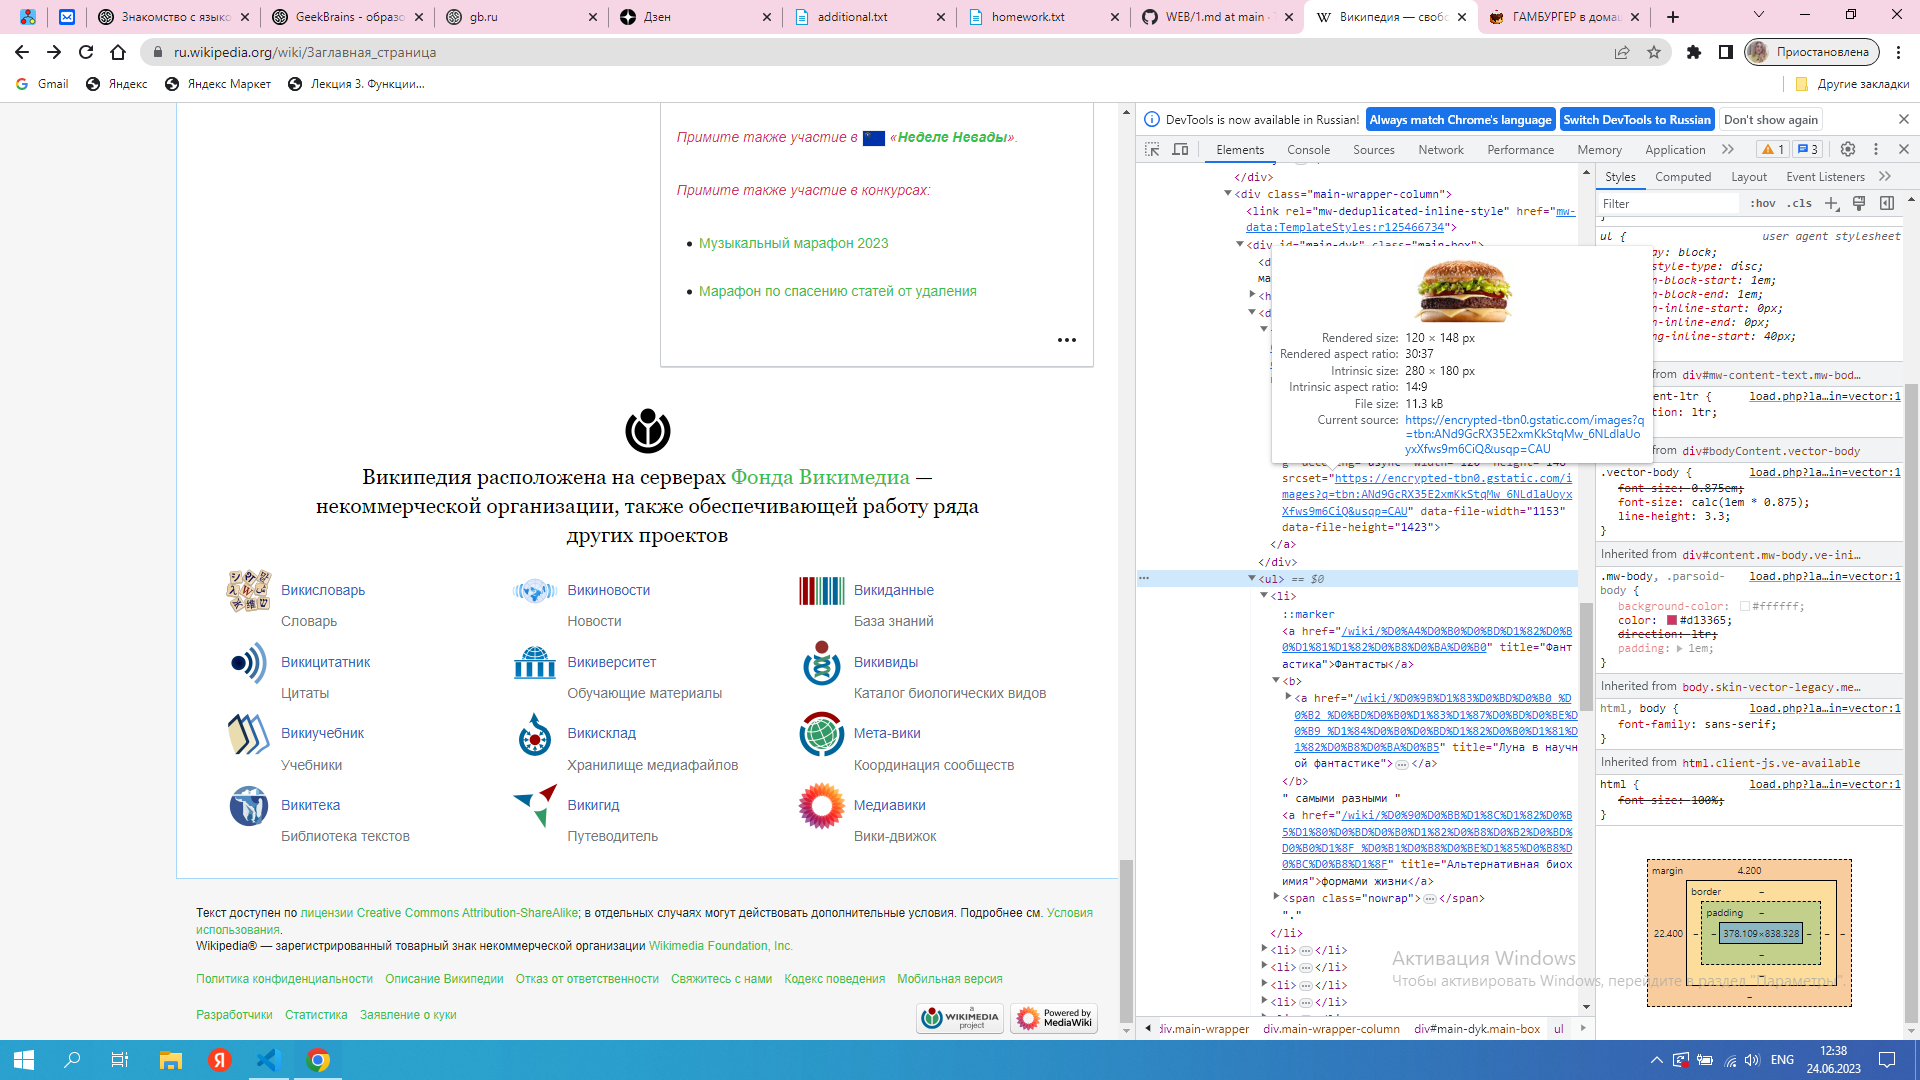 Знакомство с языко
GeekBrains - образо
gb.ru
Дзен
additional.txt
homework.txt
WEB/1.md at main ·
Википедия — своб
ГАМБУРГЕР в дома
ru.wikipedia.org/wiki/Заглавная_страница
Приостановлена
Gmail
Яндекс
Яндекс Маркет
Лекция 3. Функции...
Другие закладки
Примите также участие в «Неделе Невады».
Примите также участие в конкурсах:
Музыкальный марафон 2023
Марафон по спасению статей от удаления
Википедия расположена на серверах Фонда Викимедиа —
некоммерческой организации, также обеспечивающей работу ряда
других проектов
Викисловарь
Словарь
Викиновости
Новости
Викиданные
База знаний
Викицитатник
Цитаты
Викиверситет
Обучающие материалы
Викивиды
Каталог биологических видов
Викиучебник
Учебники
Викисклад
Хранилище медиафайлов
Мета-вики
Координация сообществ
Викитека
Библиотека текстов
Викигид
Путеводитель
Медиавики
Вики-движок
Текст доступен по лицензии Creative Commons Attribution-ShareAlike; в отдельных случаях могут действовать дополнительные условия. Подробнее см. Условия
использования.
Wikipedia® — зарегистрированный товарный знак некоммерческой организации Wikimedia Foundation, Inc.
Политика конфиденциальности Описание Википедии Отказ от ответственности Свяжитесь с нами Кодекс поведения Мобильная версия
Разработчики Статистика Заявление о куки
a WIKIMEDIA project
Powered by MediaWiki
DevTools is now available in Russian! Always match Chrome's language Switch DevTools to Russian Don't show again
Elements Console Sources Network Performance Memory Application 1 3
</div>
<div class="main-wrapper-column">
<link rel="mw-deduplicated-inline-style" href="mw-
data:TemplateStyles:r125466734">
<div id="main-dyk" class="main-box">
<d
ма
<h
<d
Rendered size: 120 × 148 px
Rendered aspect ratio: 30:37
Intrinsic size: 280 × 180 px
Intrinsic aspect ratio: 14:9
File size: 11.3 kB
Current source: https://encrypted-tbn0.gstatic.com/images?q
=tbn:ANd9GcRX35E2xmKkStqMw_6NLdlaUo
yxXfws9m6CiQ&usqp=CAU
g" decoding="async" width="120" height="148"
srcset="https://encrypted-tbn0.gstatic.com/i
mages?q=tbn:ANd9GcRX35E2xmKkStqMw_6NLdlaUoyx
Xfws9m6CiQ&usqp=CAU" data-file-width="1153"
data-file-height="1423">
</a>
</div>
<ul> == $0
<li>
::marker
<a href="/wiki/%D0%A4%D0%B0%D0%BD%D1%82%D0%B
0%D1%81%D1%82%D0%B8%D0%BA%D0%B0" title="Фант
астика">Фантасты</a>
<b>
<a href="/wiki/%D0%9B%D1%83%D0%BD%D0%B0_%D
0%B2_%D0%BD%D0%B0%D1%83%D1%87%D0%BD%D0%BE%D
0%B9_%D1%84%D0%B0%D0%BD%D1%82%D0%B0%D1%81%D
1%82%D0%B8%D0%BA%D0%B5" title="Луна в научн
ой фантастике">…</a>
</b>
" самыми разными "
<a href="/wiki/%D0%90%D0%BB%D1%8C%D1%82%D0%B
5%D1%80%D0%BD%D0%B0%D1%82%D0%B8%D0%B2%D0%BD%
D0%B0%D1%8F_%D0%B1%D0%B8%D0%BE%D1%85%D0%B8%D
0%BC%D0%B8%D1%8F" title="Альтернативная биох
имия">формами жизни</a>
<span class="nowrap">…</span>
"."
</li>
<li>…</li>
<li>…</li>
<li>…</li>
<li>…</li>
div.main-wrapper div.main-wrapper-column div#main-dyk.main-box ul
Styles Computed Layout Event Listeners
Filter :hov .cls
}
ul { user agent stylesheet
ay: block;
style-type: disc;
n-block-start: 1em;
n-block-end: 1em;
n-inline-start: 0px;
n-inline-end: 0px;
ng-inline-start: 40px;
from div#mw-content-text.mw-bod…
ent-ltr { load.php?la…in=vector:1
tion: ltr;
from div#bodyContent.vector-body
.vector-body { load.php?la…in=vector:1
font-size: 0.875em;
font-size: calc(1em * 0.875);
line-height: 3.3;
}
Inherited from div#content.mw-body.ve-ini…
.mw-body, .parsoid- load.php?la…in=vector:1
body {
background-color: #ffffff;
color: #d13365;
direction: ltr;
padding: 1em;
}
Inherited from body.skin-vector-legacy.me…
html, body { load.php?la…in=vector:1
font-family: sans-serif;
}
Inherited from html.client-js.ve-available
html { load.php?la…in=vector:1
font-size: 100%;
}
margin 4.200
border –
padding –
22.400 – – 378.109×838.328 – – –
–
–
–
Активация Windows
Чтобы активировать Windows, перейдите в раздел "Параметры".
ENG
12:38
24.06.2023